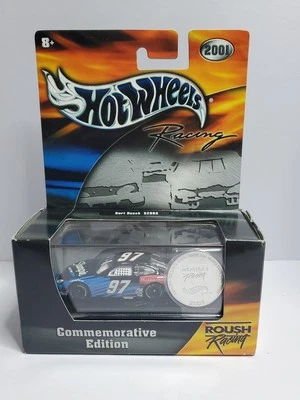 8+
2001
Hot Wheels
Racing
Kurt Busch
97
97
Commemorative
Edition
ROUSH
Racing